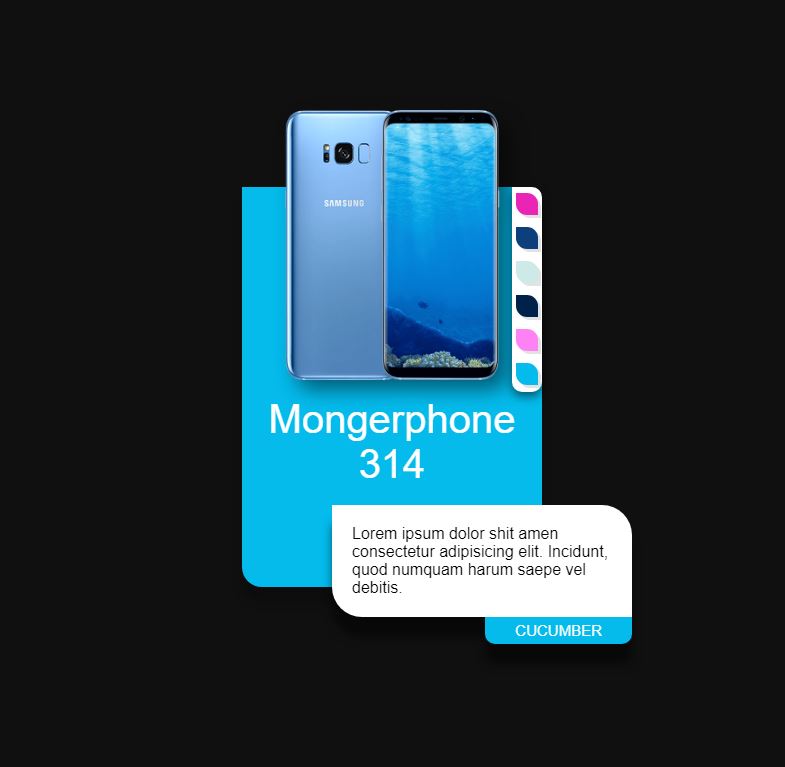 SAMSUNG
Mongerphone
314
Lorem ipsum dolor shit amen
consectetur adipisicing elit. Incidunt,
quod numquam harum saepe vel
debitis.
CUCUMBER